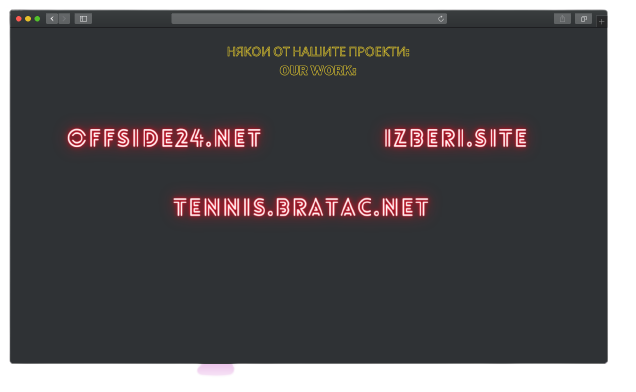 НЯКОИ ОТ НАШИТЕ ПРОЕКТИ:
OUR WORK:
OFFSIDE24.NET IZBERI.SITE
TENNIS.BRATAC.NET